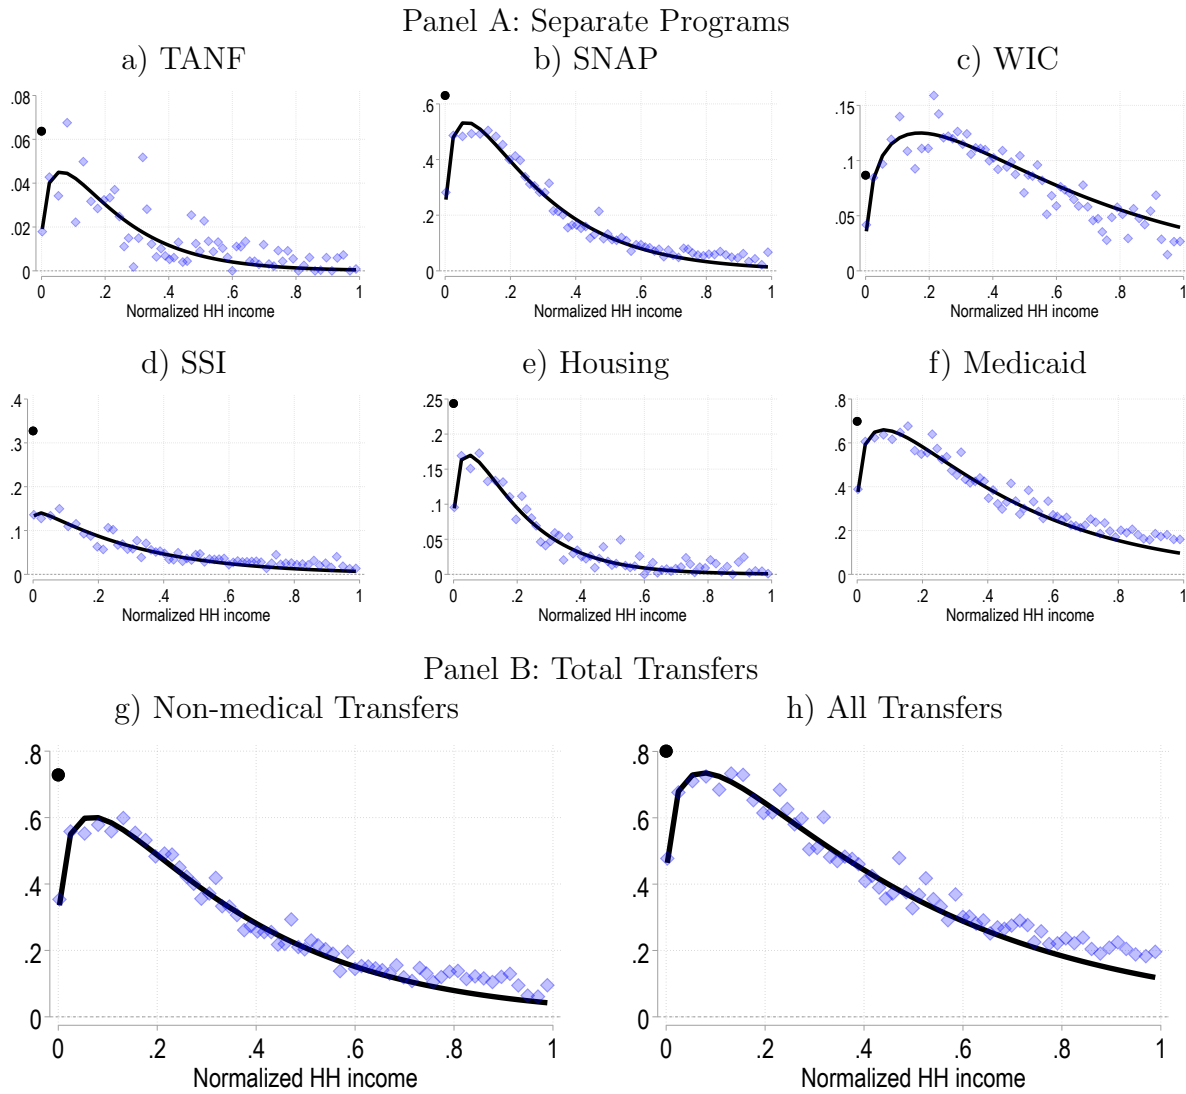 Panel A: Separate Programs
a) TANF
b) SNAP
c) WIC
.08
.06
.04
.02
0
0 .2 .4 .6 .8 1
Normalized HH income
.6
.4
.2
0
0 .2 .4 .6 .8 1
Normalized HH income
.15
.1
.05
0
0 .2 .4 .6 .8 1
Normalized HH income
d) SSI
e) Housing
f) Medicaid
.4
.3
.2
.1
0
0 .2 .4 .6 .8 1
Normalized HH income
.25
.2
.15
.1
.05
0
0 .2 .4 .6 .8 1
Normalized HH income
.8
.6
.4
.2
0
0 .2 .4 .6 .8 1
Normalized HH income
Panel B: Total Transfers
g) Non-medical Transfers
h) All Transfers
.8
.6
.4
.2
0
0 .2 .4 .6 .8 1
Normalized HH income
.8
.6
.4
.2
0
0 .2 .4 .6 .8 1
Normalized HH income